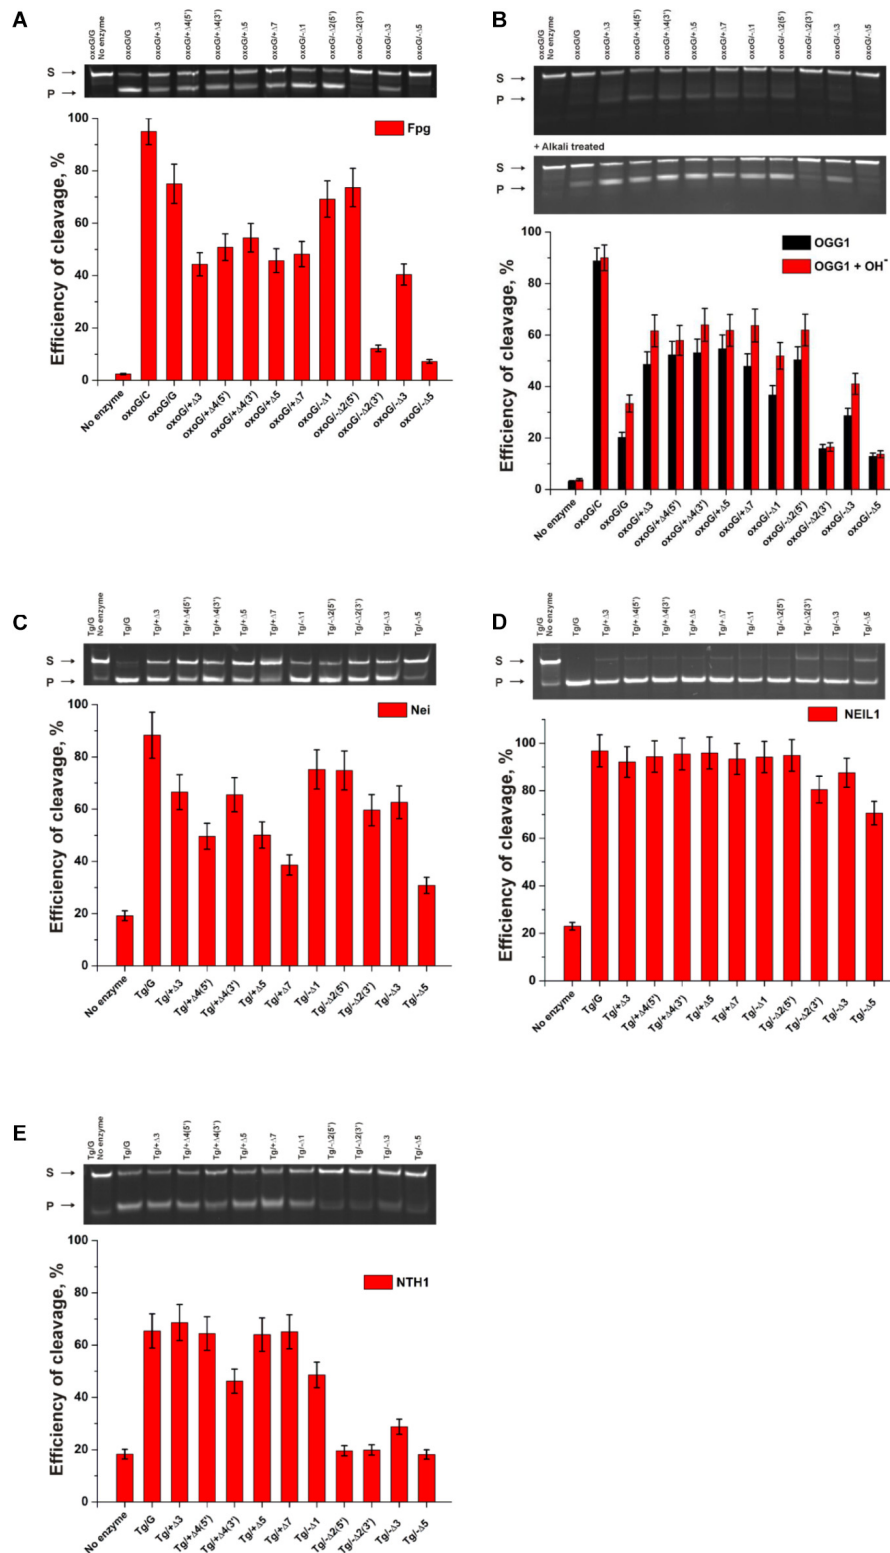 A
oxoG/G
No enzyme
oxoG/G
oxoG/+Δ3
oxoG/+Δ4(5')
oxoG/+Δ4(3')
oxoG/+Δ5
oxoG/+Δ7
oxoG/-Δ1
oxoG/-Δ2(5')
oxoG/-Δ2(3')
oxoG/-Δ3
oxoG/-Δ5
S →
P →
Fpg
Efficiency of cleavage, %
100
80
60
40
20
0
No enzyme
oxoG/C
oxoG/G
oxoG/+Δ3
oxoG/+Δ4(5')
oxoG/+Δ4(3')
oxoG/+Δ5
oxoG/+Δ7
oxoG/-Δ1
oxoG/-Δ2(5')
oxoG/-Δ2(3')
oxoG/-Δ3
oxoG/-Δ5
B
oxoG/G
No enzyme
oxoG/G
oxoG/+Δ3
oxoG/+Δ4(5')
oxoG/+Δ4(3')
oxoG/+Δ5
oxoG/+Δ7
oxoG/-Δ1
oxoG/-Δ2(5')
oxoG/-Δ2(3')
oxoG/-Δ3
oxoG/-Δ5
S →
P →
+ Alkali treated
S →
P →
OGG1
OGG1 + OH⁻
Efficiency of cleavage, %
100
80
60
40
20
0
No enzyme
oxoG/C
oxoG/G
oxoG/+Δ3
oxoG/+Δ4(5')
oxoG/+Δ4(3')
oxoG/+Δ5
oxoG/+Δ7
oxoG/-Δ1
oxoG/-Δ2(5')
oxoG/-Δ2(3')
oxoG/-Δ3
oxoG/-Δ5
C
Tg/G
No enzyme
Tg/G
Tg/+Δ3
Tg/+Δ4(5')
Tg/+Δ4(3')
Tg/+Δ5
Tg/+Δ7
Tg/-Δ1
Tg/-Δ2(5')
Tg/-Δ2(3')
Tg/-Δ3
Tg/-Δ5
S →
P →
Nei
Efficiency of cleavage, %
100
80
60
40
20
0
No enzyme
Tg/G
Tg/+Δ3
Tg/+Δ4(5')
Tg/+Δ4(3')
Tg/+Δ5
Tg/+Δ7
Tg/-Δ1
Tg/-Δ2(5')
Tg/-Δ2(3')
Tg/-Δ3
Tg/-Δ5
D
Tg/G
No enzyme
Tg/G
Tg/+Δ3
Tg/+Δ4(5')
Tg/+Δ4(3')
Tg/+Δ5
Tg/+Δ7
Tg/-Δ1
Tg/-Δ2(5')
Tg/-Δ2(3')
Tg/-Δ3
Tg/-Δ5
S →
P →
NEIL1
Efficiency of cleavage, %
100
80
60
40
20
0
No enzyme
Tg/G
Tg/+Δ3
Tg/+Δ4(5')
Tg/+Δ4(3')
Tg/+Δ5
Tg/+Δ7
Tg/-Δ1
Tg/-Δ2(5')
Tg/-Δ2(3')
Tg/-Δ3
Tg/-Δ5
E
Tg/G
No enzyme
Tg/G
Tg/+Δ3
Tg/+Δ4(5')
Tg/+Δ4(3')
Tg/+Δ5
Tg/+Δ7
Tg/-Δ1
Tg/-Δ2(5')
Tg/-Δ2(3')
Tg/-Δ3
Tg/-Δ5
S →
P →
NTH1
Efficiency of cleavage, %
100
80
60
40
20
0
No enzyme
Tg/G
Tg/+Δ3
Tg/+Δ4(5')
Tg/+Δ4(3')
Tg/+Δ5
Tg/+Δ7
Tg/-Δ1
Tg/-Δ2(5')
Tg/-Δ2(3')
Tg/-Δ3
Tg/-Δ5